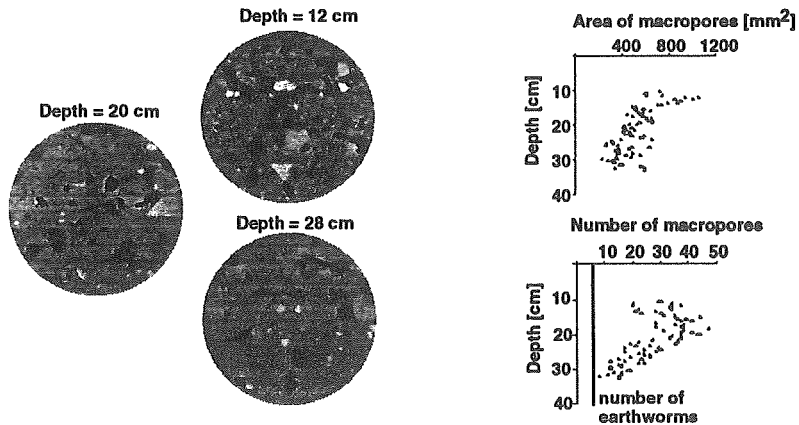 Depth = 12 cm
Depth = 20 cm
Depth = 28 cm
Area of macropores [mm2]
400 800 1200
Depth [cm]
10
20
30
40
Number of macropores
10 20 30 40 50
Depth [cm]
10
20
30
40
number of
earthworms